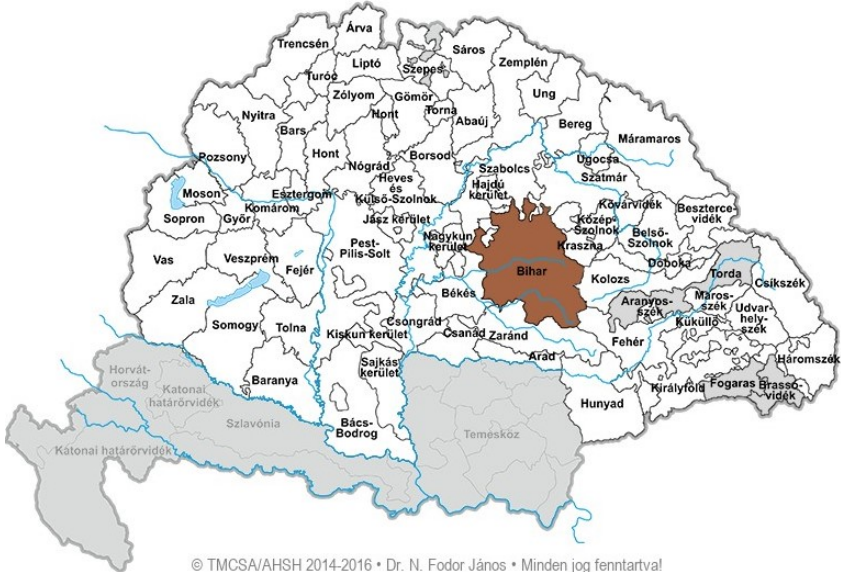 Árva
Trencsén
Liptó
Sáros
Zemplén
Turóc
Szepes
Zólyom
Gömör
Ung
Nyitra
Hont
Torna
Abaúj
Bars
Bereg
Máramaros
Pozsony
Hont
Borsod
Ugocsa
Nógrád
Szabolcs
Szatmár
Moson
Esztergom
Heves
és
Külső-Szolnok
Hajdú
kerület
Komárom
Kővárvidék
Sopron
Győr
Jász kerület
Közép-
Szolnok
Beszterce-
vidék
Nagykun
kerület
Belső-
Szolnok
Pest-
Pilis-Solt
Kraszna
Vas
Veszprém
Doboka
Fejér
Bihar
Torda
Kolozs
Csíkszék
Békés
Zala
Aranyos-
szék
Maros-
szék
Udvar-
hely-
szék
Somogy
Tolna
Csongrád
Küküllő
Kiskun kerület
Csanád
Zaránd
Fehér
Arad
Háromszék
Sajkás
kerület
Horvát-
ország
Baranya
Királyföld
Fogaras
Brassó
vidék
Katonai
határőrvidék
Hunyad
Szlavónia
Bács-
Bodrog
Temesköz
Katonai határőrvidék
© TMCSA/AHSH 2014-2016 • Dr. N. Fodor János • Minden jog fenntartva!